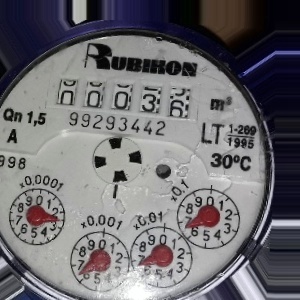 RUBIKON
00036 m³
Qn 1,5
99293442
A
LT 1-269
1995
998
30°C
x0,0001
x0,001
x0,01
x0,1